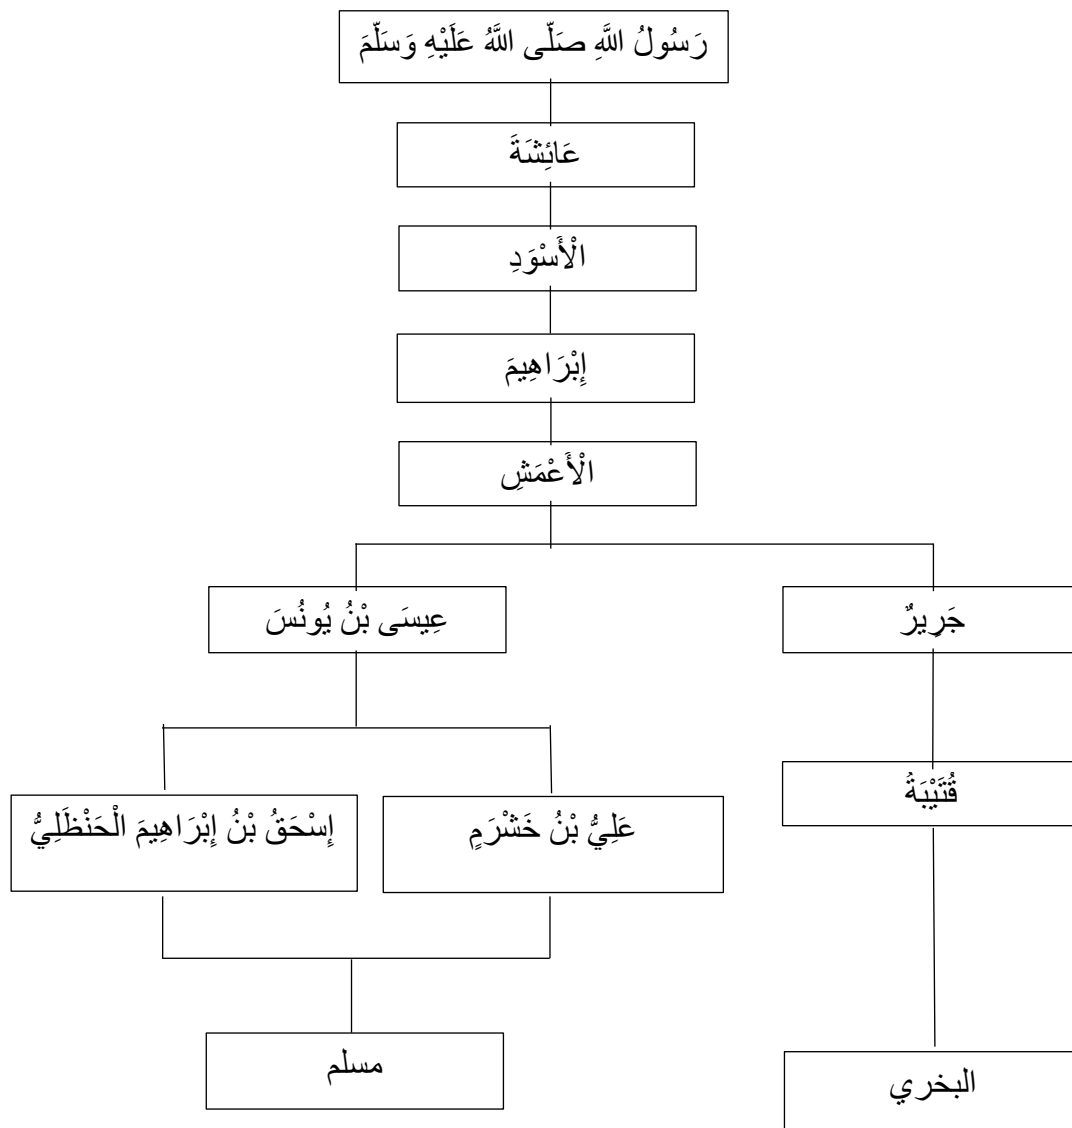 رَسُولُ اللَّهِ صَلَّى اللَّهُ عَلَيْهِ وَسَلَّمَ
عَائِشَةَ
الْأَسْوَدِ
إِبْرَاهِيمَ
الْأَعْمَشِ
جَرِيرٌ
عِيسَى بْنُ يُونُسَ
قُتَيْبَةُ
عَلِيُّ بْنُ خَشْرَمٍ
إِسْحَقُ بْنُ إِبْرَاهِيمَ الْحَنْظَلِيُّ
البخري
مسلم